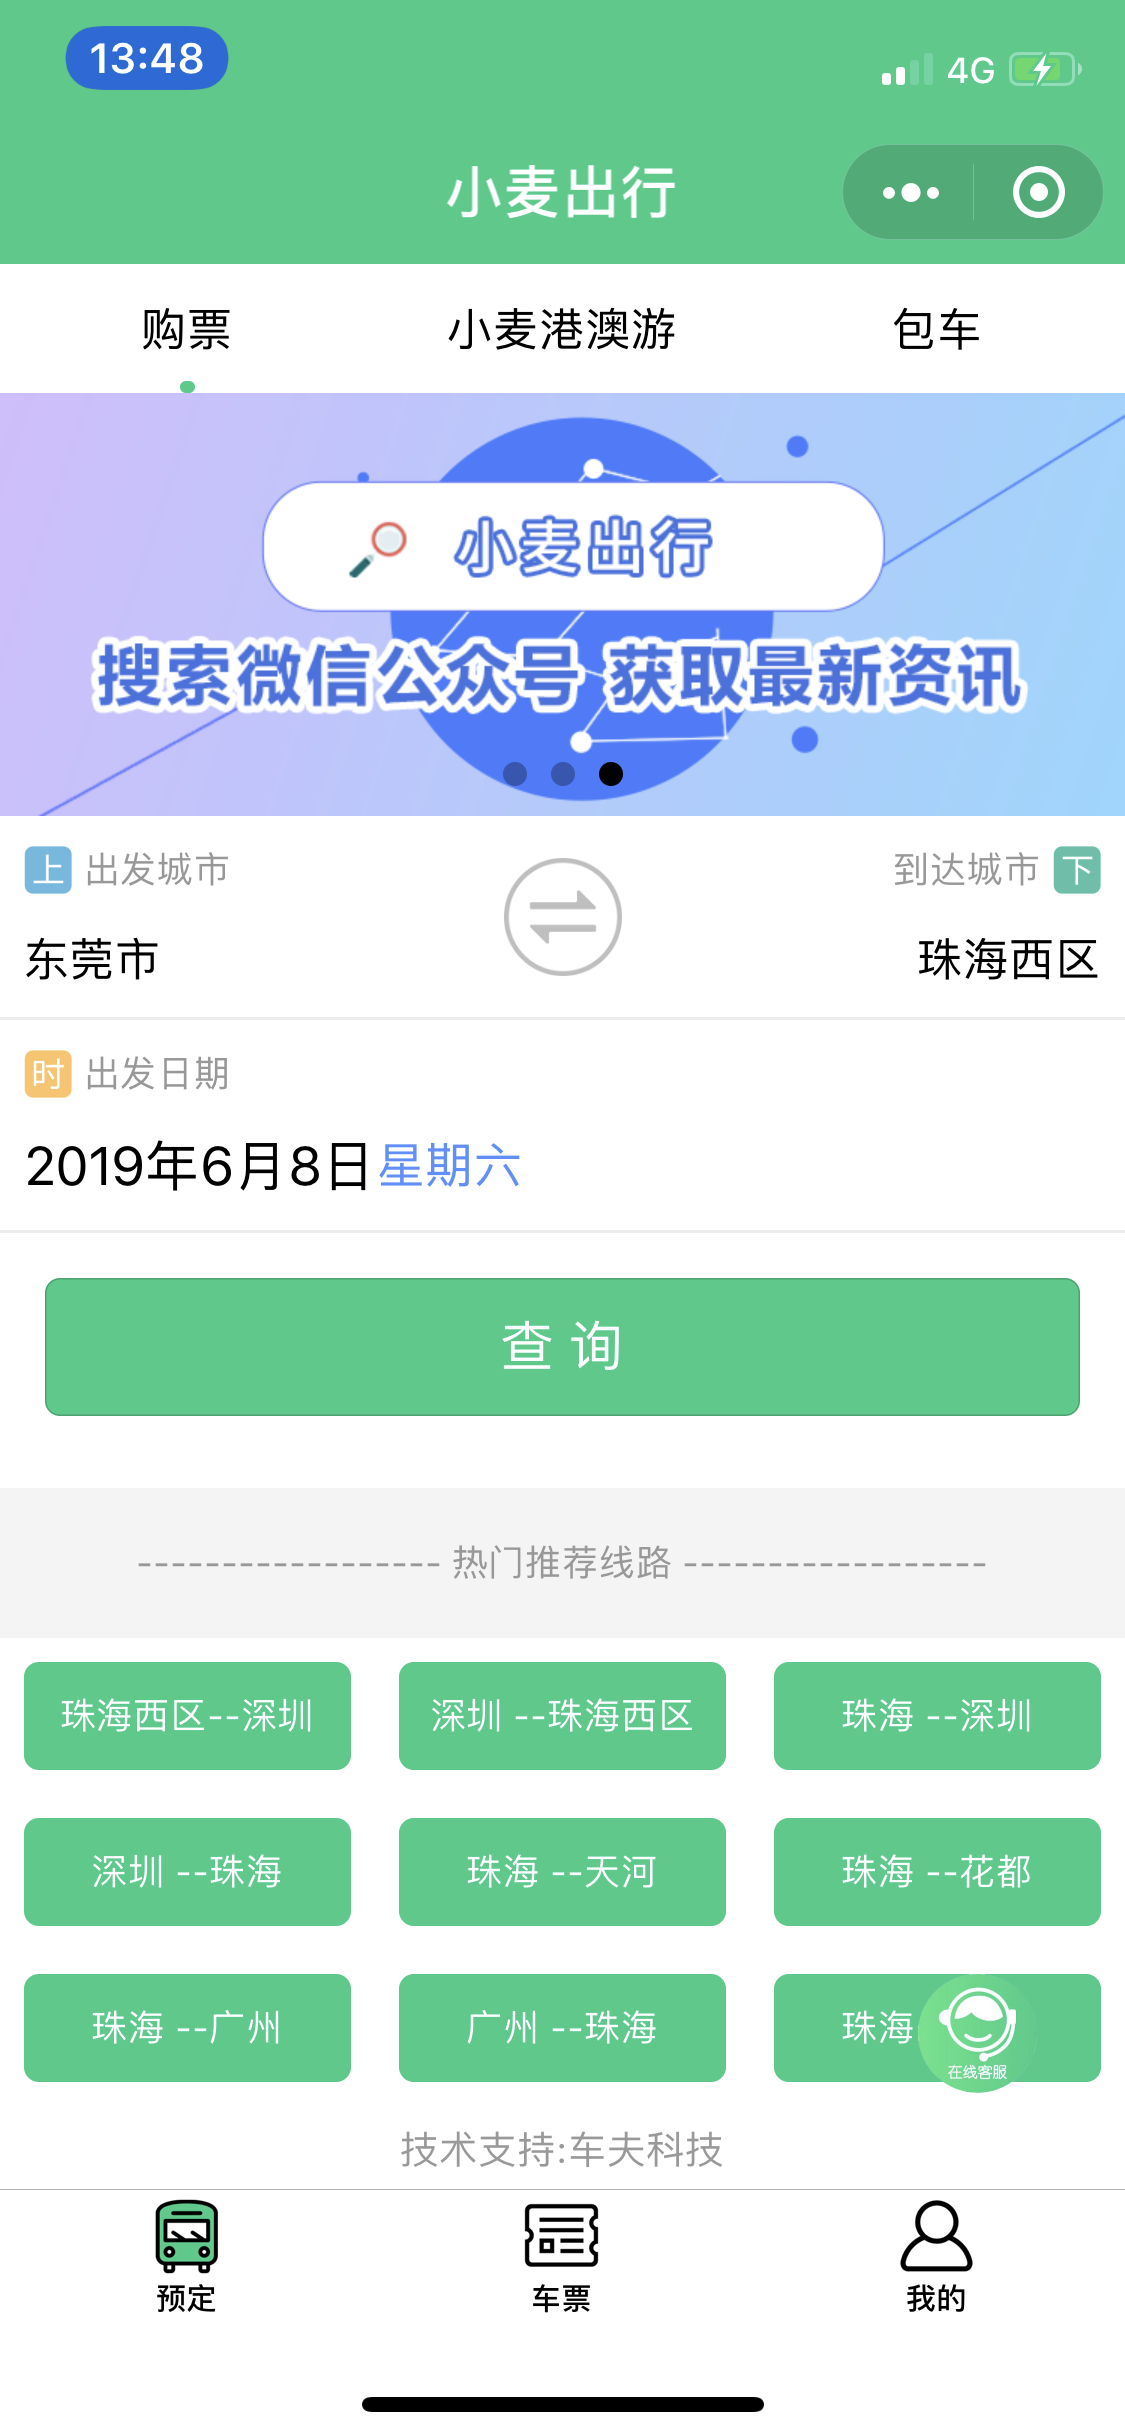 13:48
4G
小麦出行
购票
小麦港澳游
包车
小麦出行
搜索微信公众号 获取最新资讯
上 出发城市
到达城市 下
东莞市
珠海西区
时 出发日期
2019年6月8日星期六
查 询
------------------ 热门推荐线路 ------------------
珠海西区--深圳
深圳 --珠海西区
珠海 --深圳
深圳 --珠海
珠海 --天河
珠海 --花都
珠海 --广州
广州 --珠海
珠海
在线客服
技术支持:车夫科技
预定
车票
我的